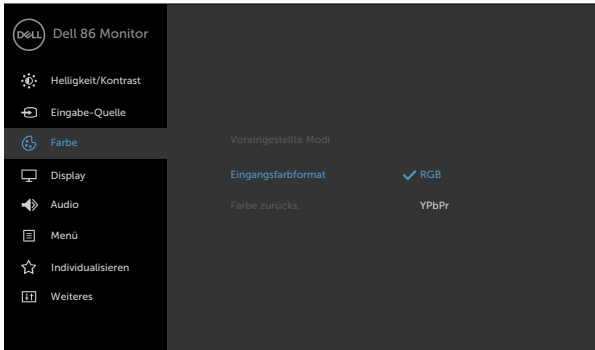 DELL Dell 86 Monitor
Helligkeit/Kontrast
Eingabe-Quelle
Farbe
Display
Audio
Menü
Individualisieren
Weiteres
Voreingestellte Modi
Eingangsfarbformat RGB
Farbe zurücks. YPbPr